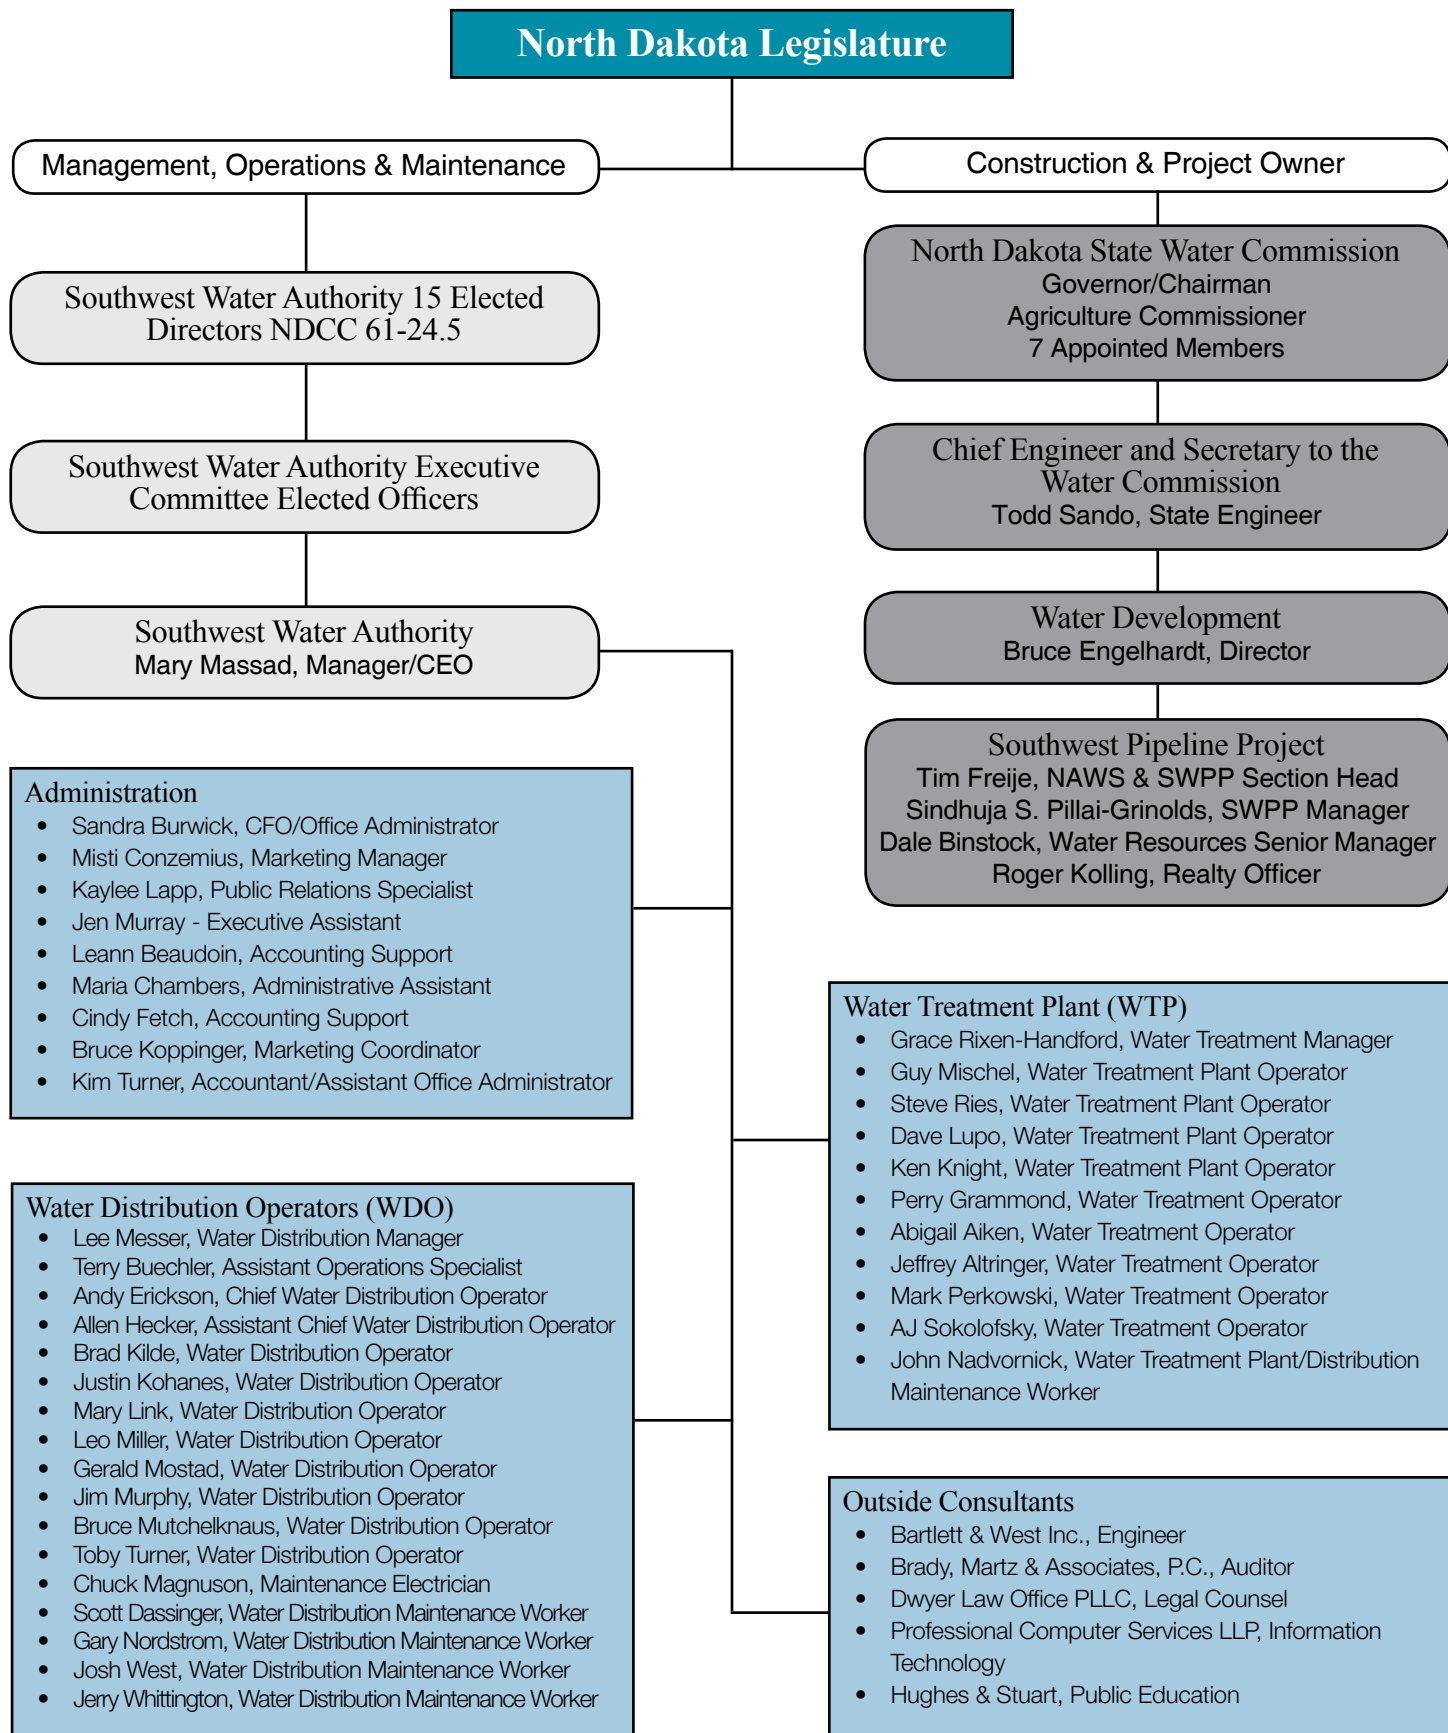 North Dakota Legislature
Management, Operations & Maintenance
Southwest Water Authority 15 Elected
Directors NDCC 61-24.5
Southwest Water Authority Executive
Committee Elected Officers
Southwest Water Authority
Mary Massad, Manager/CEO
Construction & Project Owner
North Dakota State Water Commission
Governor/Chairman
Agriculture Commissioner
7 Appointed Members
Chief Engineer and Secretary to the
Water Commission
Todd Sando, State Engineer
Water Development
Bruce Engelhardt, Director
Southwest Pipeline Project
Tim Freije, NAWS & SWPP Section Head
Sindhuja S. Pillai-Grinolds, SWPP Manager
Dale Binstock, Water Resources Senior Manager
Roger Kolling, Realty Officer
Administration
• Sandra Burwick, CFO/Office Administrator
• Misti Conzemius, Marketing Manager
• Kaylee Lapp, Public Relations Specialist
• Jen Murray - Executive Assistant
• Leann Beaudoin, Accounting Support
• Maria Chambers, Administrative Assistant
• Cindy Fetch, Accounting Support
• Bruce Koppinger, Marketing Coordinator
• Kim Turner, Accountant/Assistant Office Administrator
Water Distribution Operators (WDO)
• Lee Messer, Water Distribution Manager
• Terry Buechler, Assistant Operations Specialist
• Andy Erickson, Chief Water Distribution Operator
• Allen Hecker, Assistant Chief Water Distribution Operator
• Brad Kilde, Water Distribution Operator
• Justin Kohanes, Water Distribution Operator
• Mary Link, Water Distribution Operator
• Leo Miller, Water Distribution Operator
• Gerald Mostad, Water Distribution Operator
• Jim Murphy, Water Distribution Operator
• Bruce Mutchelknaus, Water Distribution Operator
• Toby Turner, Water Distribution Operator
• Chuck Magnuson, Maintenance Electrician
• Scott Dassinger, Water Distribution Maintenance Worker
• Gary Nordstrom, Water Distribution Maintenance Worker
• Josh West, Water Distribution Maintenance Worker
• Jerry Whittington, Water Distribution Maintenance Worker
Water Treatment Plant (WTP)
• Grace Rixen-Handford, Water Treatment Manager
• Guy Mischel, Water Treatment Plant Operator
• Steve Ries, Water Treatment Plant Operator
• Dave Lupo, Water Treatment Plant Operator
• Ken Knight, Water Treatment Plant Operator
• Perry Grammond, Water Treatment Operator
• Abigail Aiken, Water Treatment Operator
• Jeffrey Altringer, Water Treatment Operator
• Mark Perkowski, Water Treatment Operator
• AJ Sokolofsky, Water Treatment Operator
• John Nadvornick, Water Treatment Plant/Distribution
Maintenance Worker
Outside Consultants
• Bartlett & West Inc., Engineer
• Brady, Martz & Associates, P.C., Auditor
• Dwyer Law Office PLLC, Legal Counsel
• Professional Computer Services LLP, Information
Technology
• Hughes & Stuart, Public Education